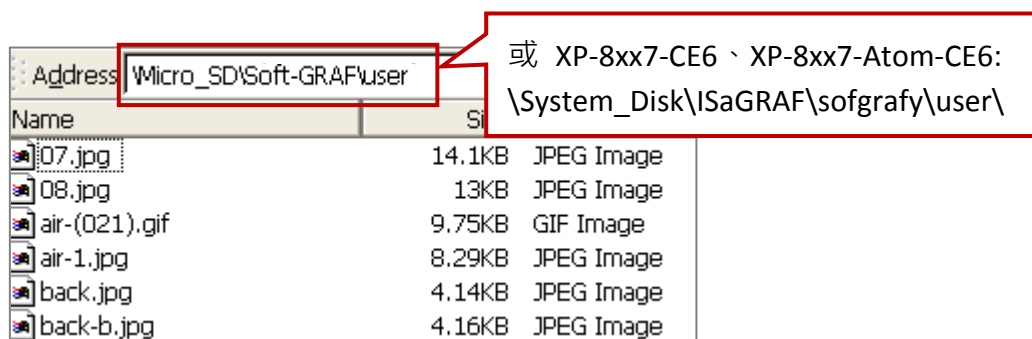 或 XP-8xx7-CE6、XP-8xx7-Atom-CE6:
\System_Disk\ISaGRAF\sofgrafy\user\
Address \Micro_SD\Soft-GRAF\user
Name Si
07.jpg 14.1KB JPEG Image
08.jpg 13KB JPEG Image
air-(021).gif 9.75KB GIF Image
air-1.jpg 8.29KB JPEG Image
back.jpg 4.14KB JPEG Image
back-b.jpg 4.16KB JPEG Image